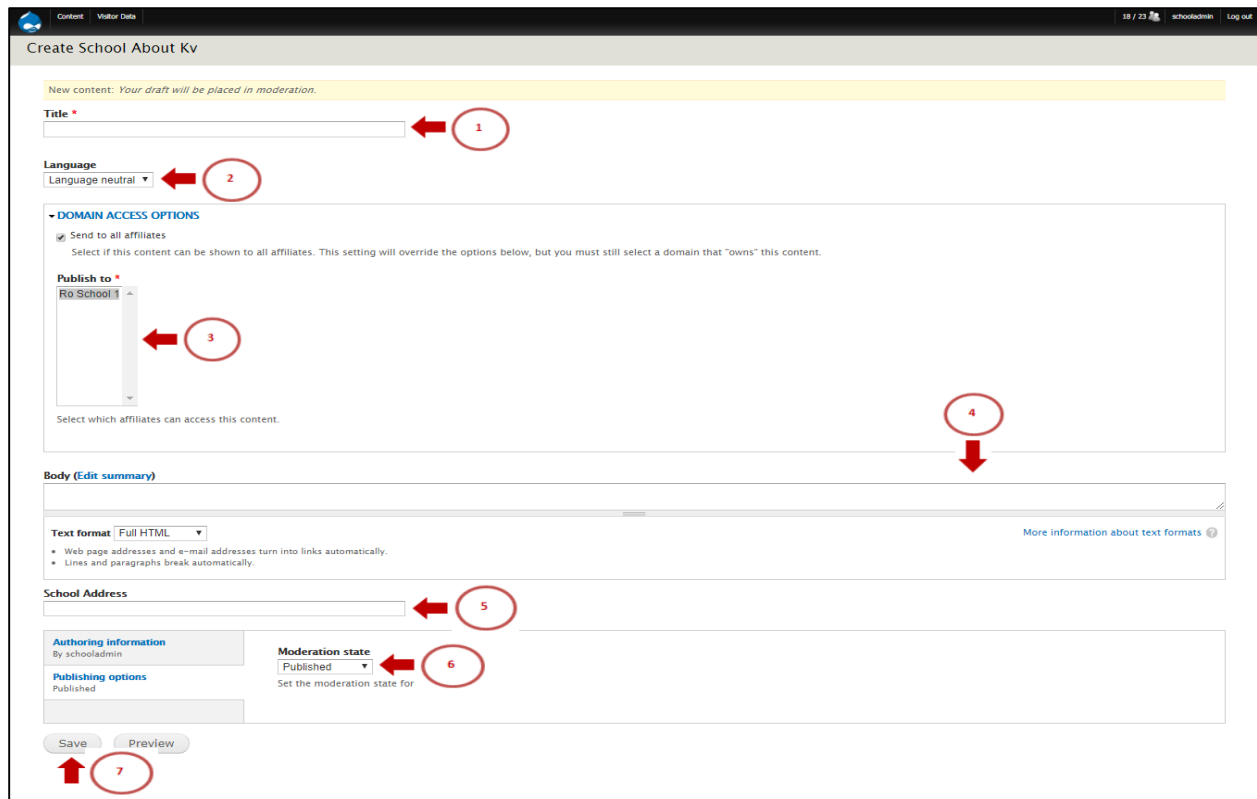 Content Visitor Data 18 / 23 schooladmin Log out
Create School About Kv
New content: Your draft will be placed in moderation.
Title *
1
Language
Language neutral
2
DOMAIN ACCESS OPTIONS
Send to all affiliates
Select if this content can be shown to all affiliates. This setting will override the options below, but you must still select a domain that "owns" this content.
Publish to *
Ro School 1
3
Select which affiliates can access this content.
4
Body (Edit summary)
Text format Full HTML More information about text formats ?
Web page addresses and e-mail addresses turn into links automatically.
Lines and paragraphs break automatically.
School Address
5
Authoring information
By schooladmin
Publishing options
Published
Moderation state
Published
6
Set the moderation state for
Save Preview
7